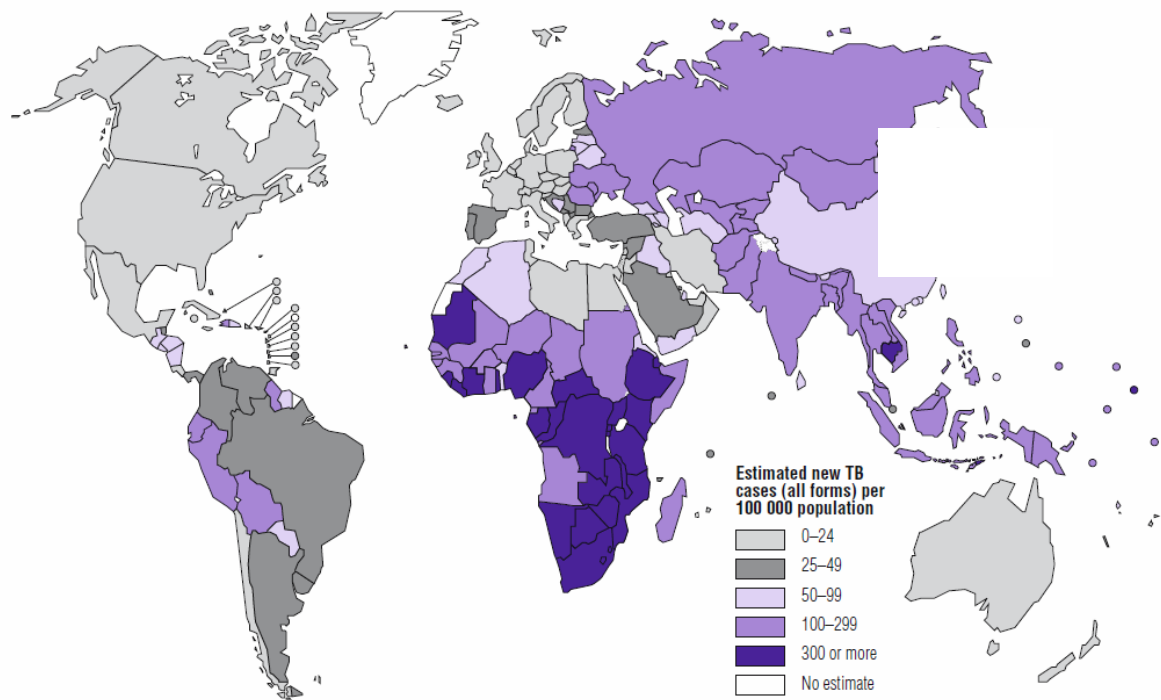 Estimated new TB
cases (all forms) per
100 000 population
0–24
25–49
50–99
100–299
300 or more
No estimate